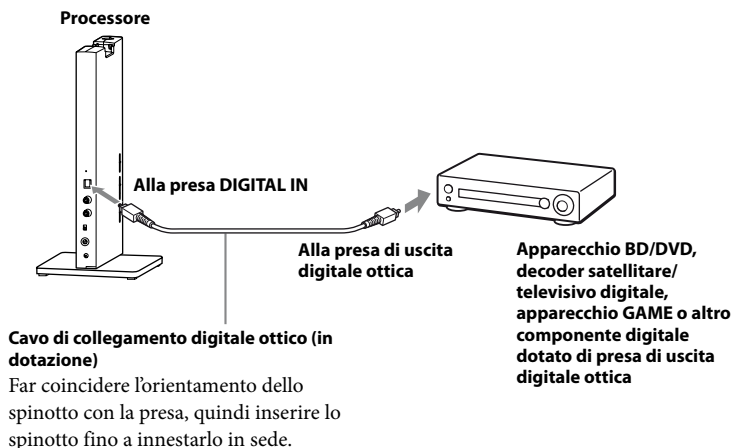 Processore
Alla presa DIGITAL IN
Alla presa di uscita
digitale ottica
Apparecchio BD/DVD,
decoder satellitare/
televisivo digitale,
apparecchio GAME o altro
componente digitale
dotato di presa di uscita
digitale ottica
Cavo di collegamento digitale ottico (in
dotazione)
Far coincidere l’orientamento dello
spinotto con la presa, quindi inserire lo
spinotto fino a innestarlo in sede.